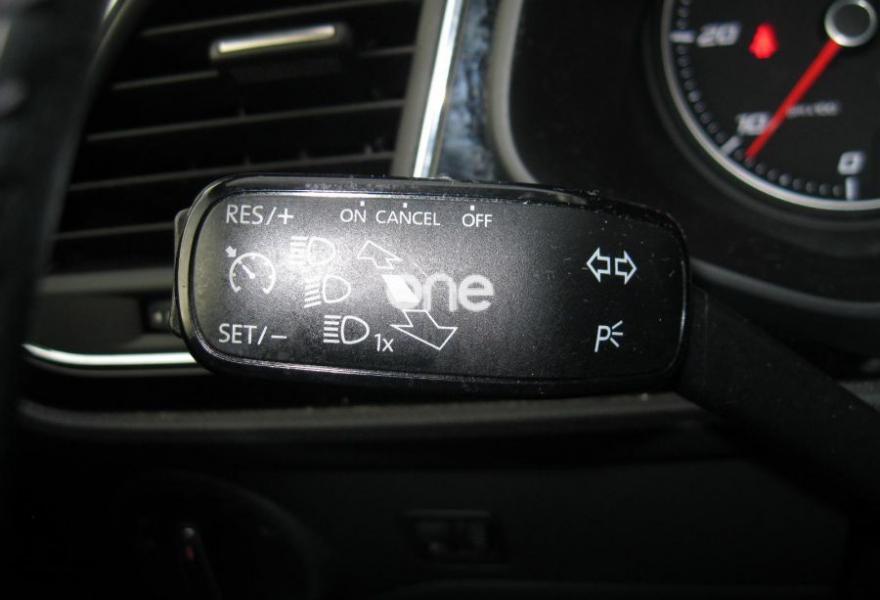 20
10
0
RES/+ ON CANCEL OFF
one
SET/− 1x
P